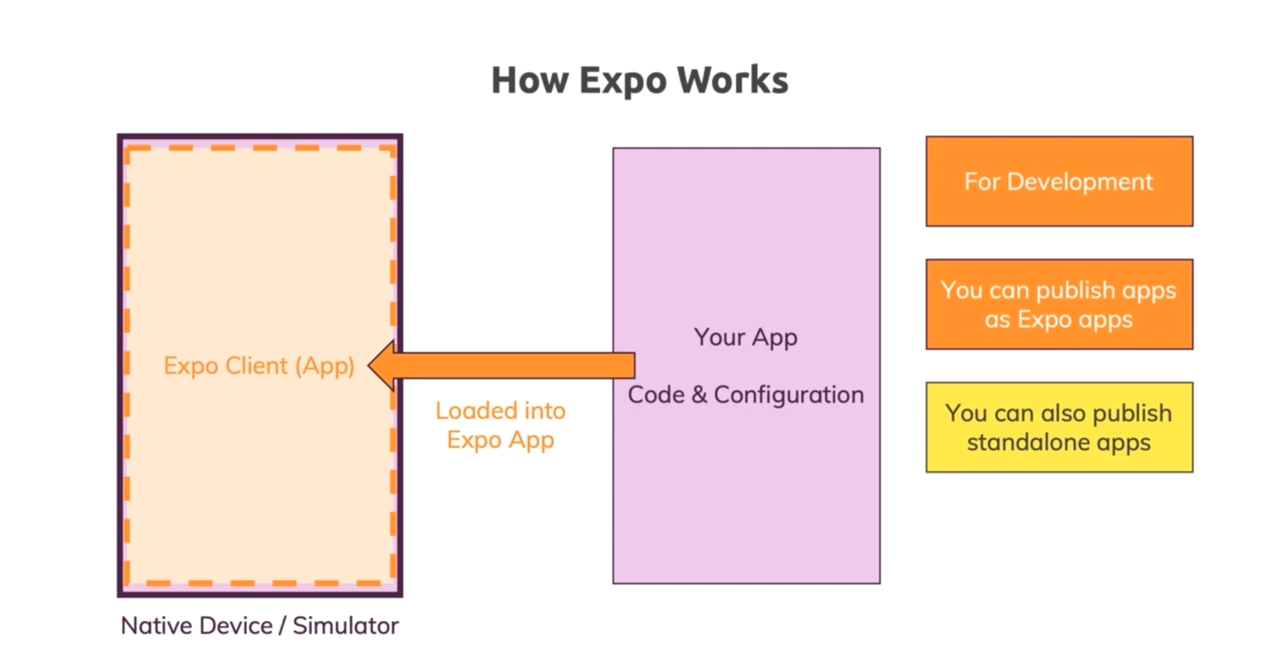 How Expo Works
Expo Client (App)
Loaded into
Expo App
Your App
Code & Configuration
For Development
You can publish apps
as Expo apps
You can also publish
standalone apps
Native Device / Simulator